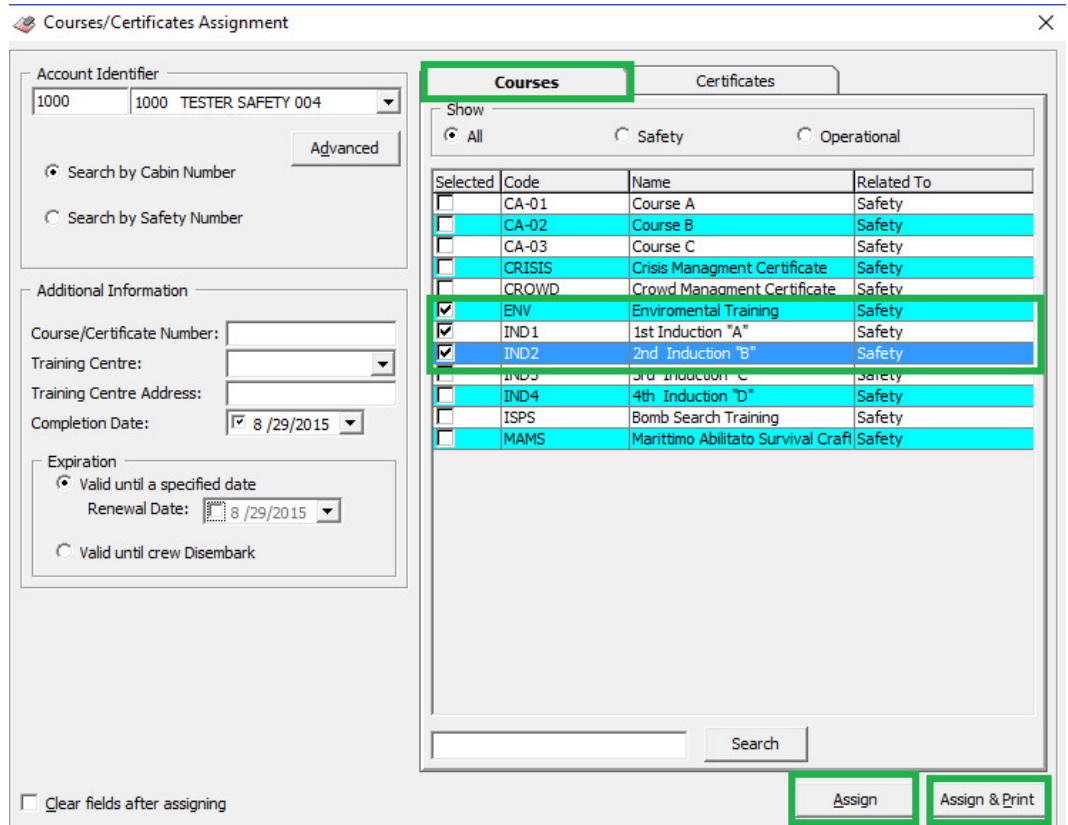 Courses/Certificates Assignment
Account Identifier
1000 1000 TESTER SAFETY 004
Advanced
Search by Cabin Number
Search by Safety Number
Additional Information
Course/Certificate Number:
Training Centre:
Training Centre Address:
Completion Date: 8 /29/2015
Expiration
Valid until a specified date
Renewal Date: 8 /29/2015
Valid until crew Disembark
Clear fields after assigning
Courses Certificates
Show
All Safety Operational
Selected Code Name Related To
CA-01 Course A Safety
CA-02 Course B Safety
CA-03 Course C Safety
CRISIS Crisis Managment Certificate Safety
CROWD Crowd Managment Certificate Safety
ENV Enviromental Training Safety
IND1 1st Induction "A" Safety
IND2 2nd Induction "B" Safety
IND3 3rd Induction "C" Safety
IND4 4th Induction "D" Safety
ISPS Bomb Search Training Safety
MAMS Marittimo Abilitato Survival Craft Safety
Search
Assign Assign & Print